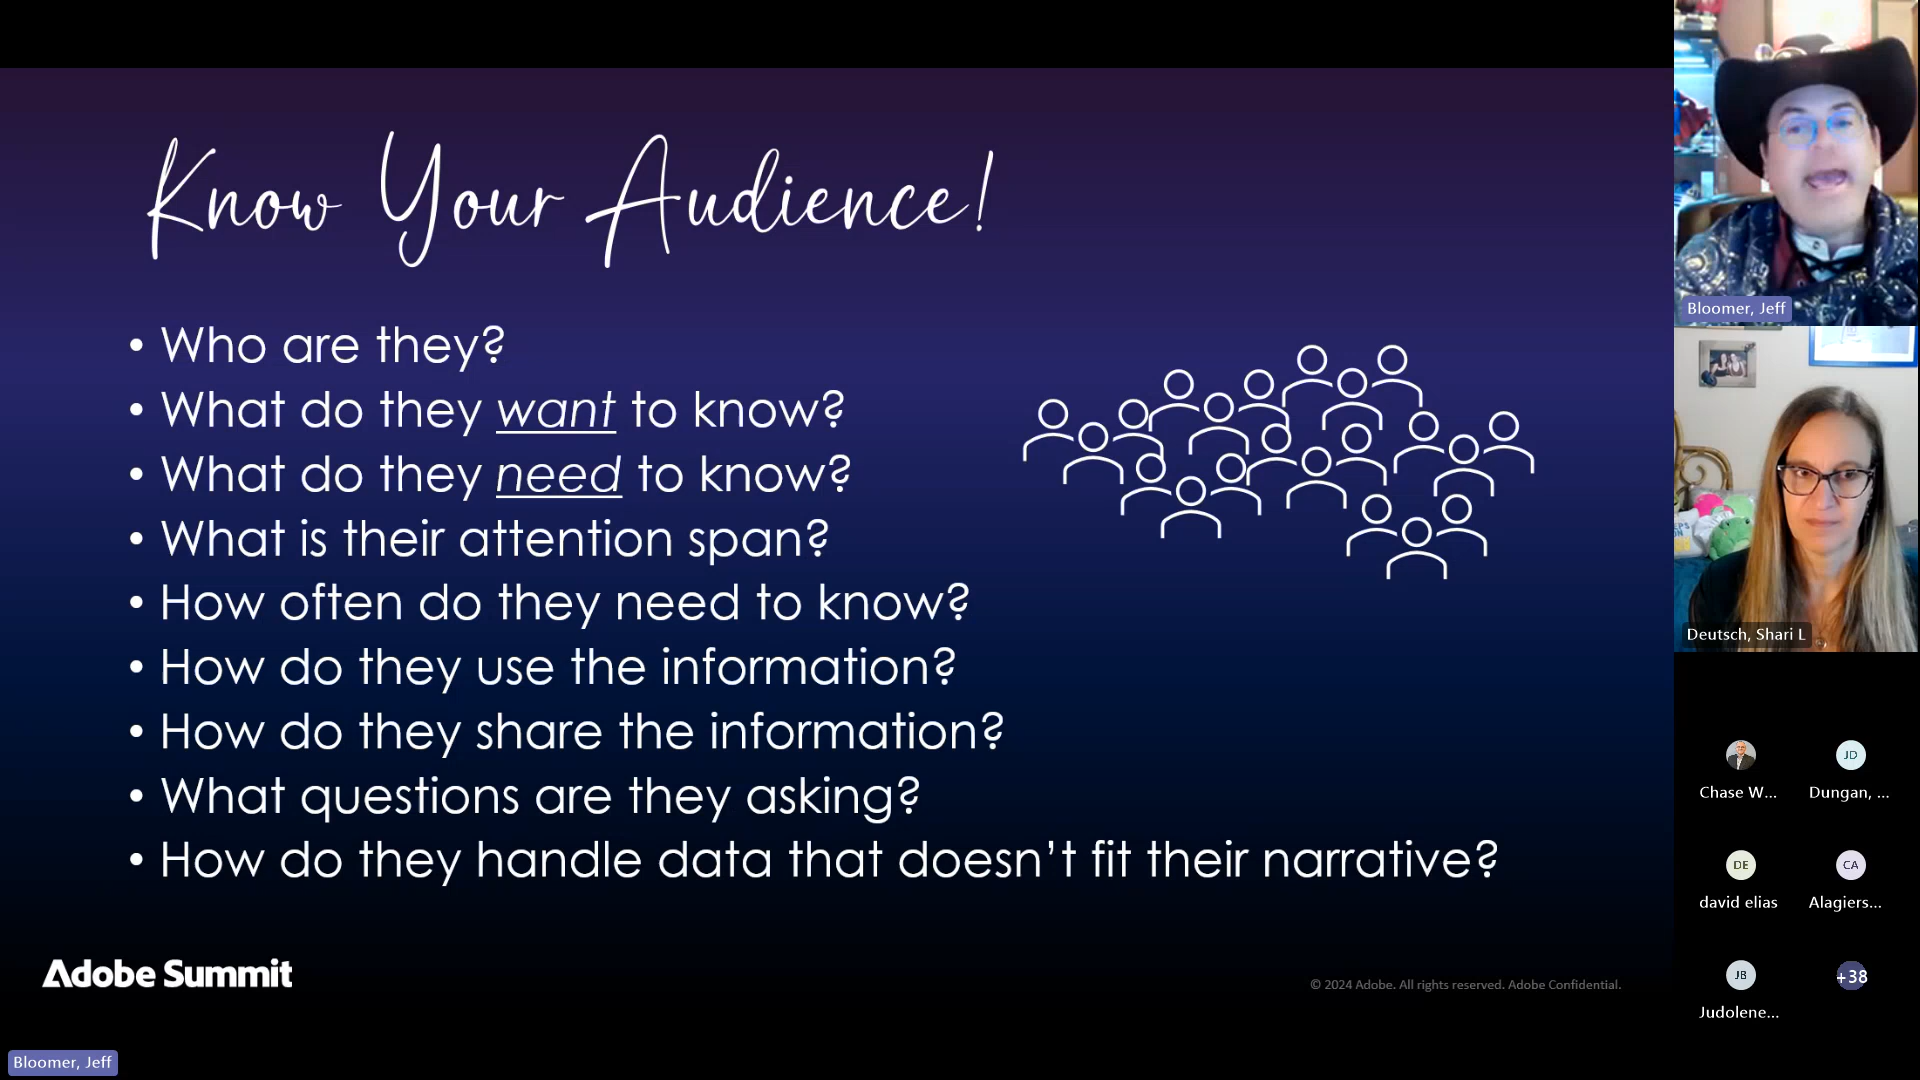 Know Your Audience!
• Who are they?
• What do they want to know?
• What do they need to know?
• What is their attention span?
• How often do they need to know?
• How do they use the information?
• How do they share the information?
• What questions are they asking?
• How do they handle data that doesn’t fit their narrative?
Adobe Summit
© 2024 Adobe. All rights reserved. Adobe Confidential.
Bloomer, Jeff
Bloomer, Jeff
Deutsch, Shari L
JD
Chase W...
Dungan, ...
DE
CA
david elias
Alagiers...
JB
+38
Judolene...